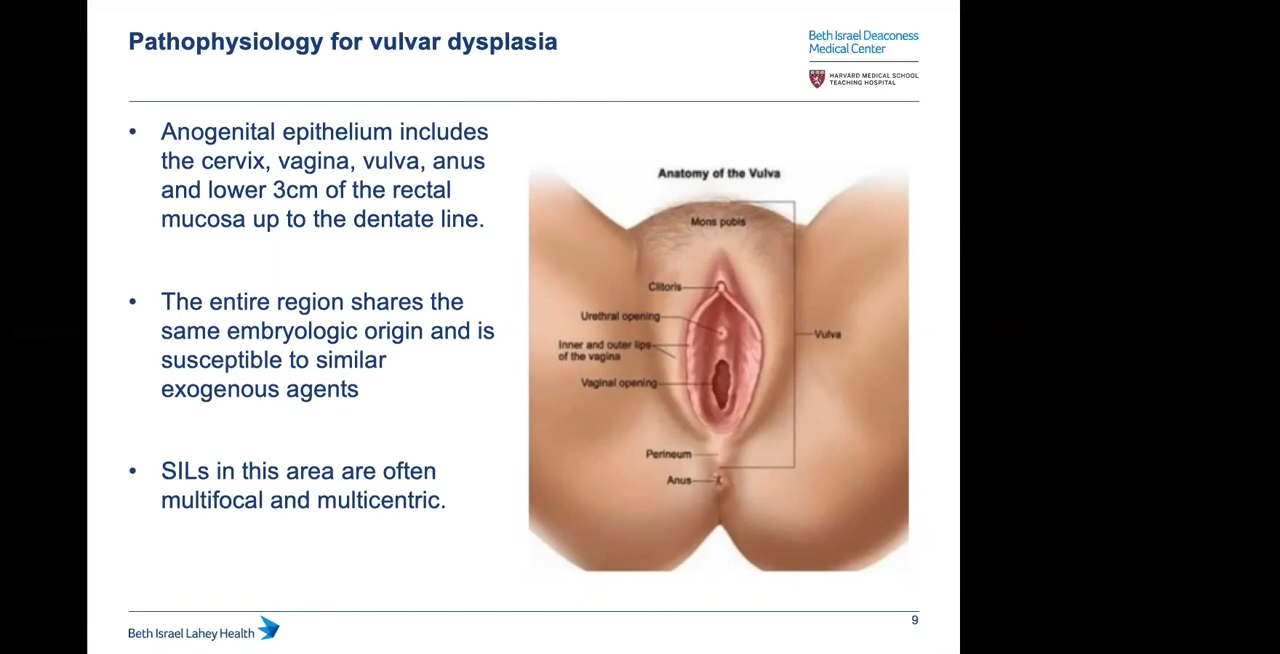 Pathophysiology for vulvar dysplasia
Beth Israel Deaconess
Medical Center
HARVARD MEDICAL SCHOOL
TEACHING HOSPITAL
• Anogenital epithelium includes
the cervix, vagina, vulva, anus
and lower 3cm of the rectal
mucosa up to the dentate line.
• The entire region shares the
same embryologic origin and is
susceptible to similar
exogenous agents
• SILs in this area are often
multifocal and multicentric.
Anatomy of the Vulva
Mons pubis
Clitoris
Urethral opening
Inner and outer lips
of the vagina
Vaginal opening
Vulva
Perineum
Anus
Beth Israel Lahey Health
9